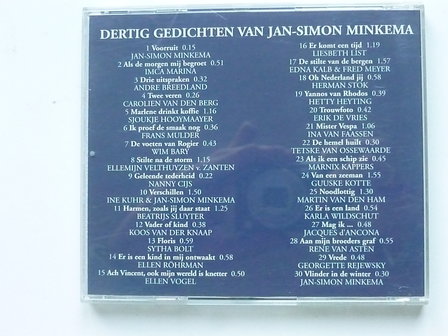 DERTIG GEDICHTEN VAN JAN-SIMON MINKEMA
1 Voorruit 0.15
JAN-SIMON MINKEMA
2 Als de morgen mij begroet 0.51
IMCA MARINA
3 Drie uitspraken 0.32
ANDRE BREEDLAND
4 Twee veren 0.26
CAROLIEN VAN DEN BERG
5 Marlene drinkt koffie 1.16
SJOUKJE HOOYMAAYER
6 Ik proef de smaak nog 0.36
FRANS MULDER
7 De voeten van Rogier 0.43
WIM BARY
8 Stilte na de storm 1.15
ELLEMIJN VELTHUYZEN v. ZANTEN
9 Geleende tederheid 0.22
NANNY CIJS
10 Verschillen 1.50
INE KUHR & JAN-SIMON MINKEMA
11 Harmen, zoals jij daar staat 1.25
BEATRIJS SLUYTER
12 Vader of kind 0.38
KOOS VAN DER KNAAP
13 Floris 0.59
SYTHA BOLT
14 Er is een kind in mij ontwaakt 0.58
ELLEN RÖHRMAN
15 Ach Vincent, ook mijn wereld is knetter 0.50
ELLEN VOGEL
16 Er komt een tijd 1.19
LIESBETH LIST
17 De stilte van de bergen 1.57
EDNA KALB & FRED MEYER
18 Oh Nederland jij 0.58
HERMAN STOK
19 Yannos van Rhodos 0.39
HETTY HEYTING
20 Trouwfoto 0.42
ERIK DE VRIES
21 Mister Vespa 1.06
INA VAN FAASSEN
22 De hemel huilt 0.30
TETSKE VAN OSSEWAARDE
23 Als ik een schip zie 0.45
MARNIX KAPPERS
24 Van een zeeman 1.55
GUUSKE KOTTE
25 Noodlottig 1.30
MARTIN VAN DEN HAM
26 Er is een land 0.54
KARLA WILDSCHUT
27 Mag ik ... 0.48
JACQUES d'ANCONA
28 Aan mijn broeders graf 0.55
RENE VAN ASTEN
29 Vrede 0.48
GEORGETTE REJEWSKY
30 Vlinder in de winter 0.30
JAN-SIMON MINKEMA